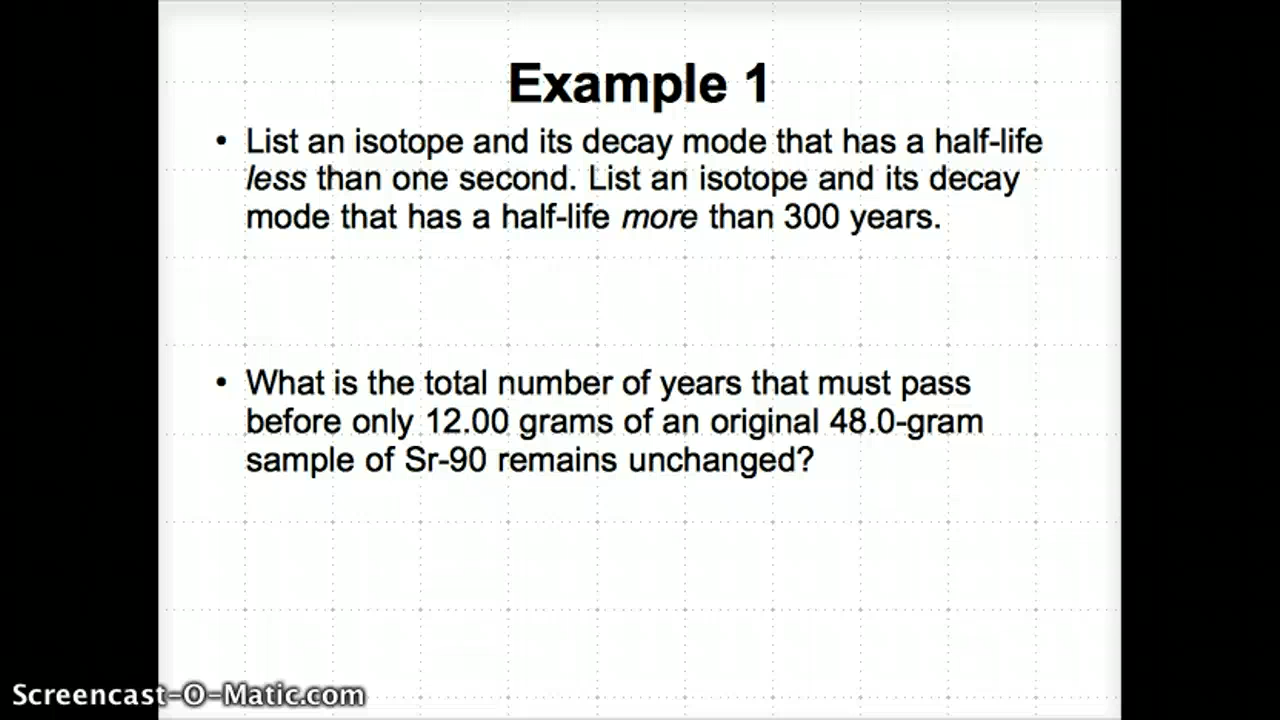 Example 1
• List an isotope and its decay mode that has a half-life
less than one second. List an isotope and its decay
mode that has a half-life more than 300 years.
• What is the total number of years that must pass
before only 12.00 grams of an original 48.0-gram
sample of Sr-90 remains unchanged?
Screencast-O-Matic.com